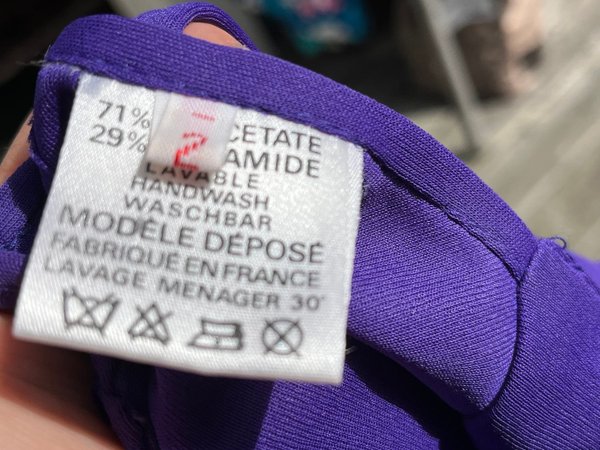 71% CETATE
29% AMIDE
LAVABLE
HANDWASH
WASCHBAR
MODÈLE DÉPOSÉ
FABRIQUÉ EN FRANCE
LAVAGE MENAGER 30°
2